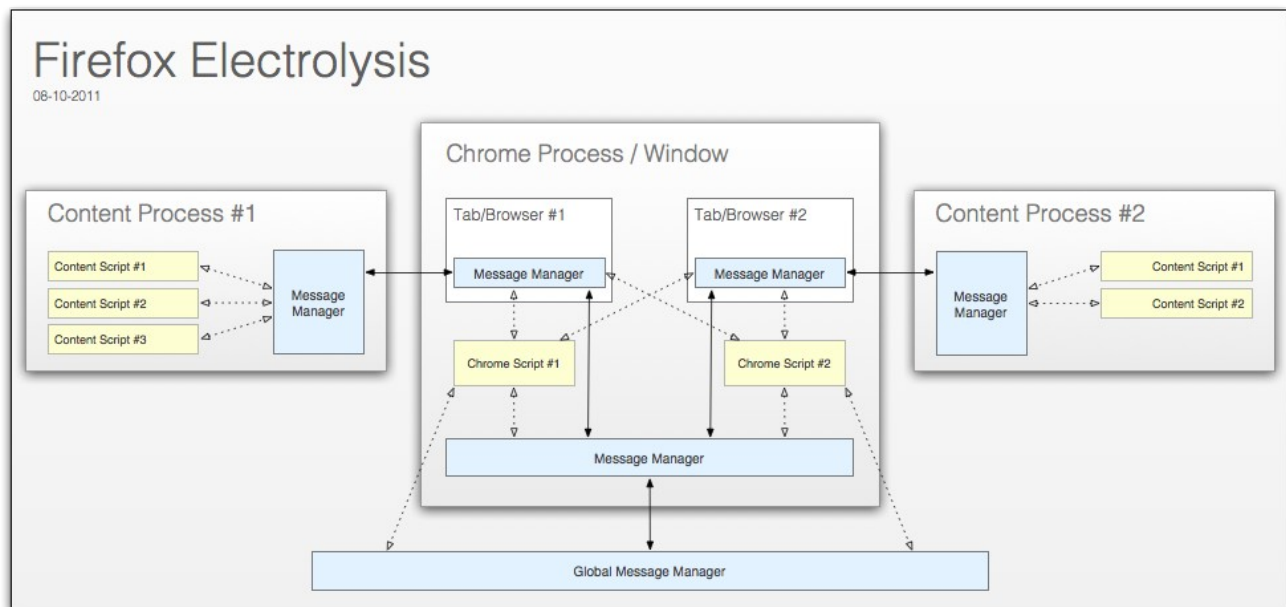 Firefox Electrolysis
08-10-2011
Chrome Process / Window
Content Process #1
Content Script #1
Content Script #2
Content Script #3
Message
Manager
Tab/Browser #1
Message Manager
Tab/Browser #2
Message Manager
Chrome Script #1
Chrome Script #2
Message Manager
Content Process #2
Message
Manager
Content Script #1
Content Script #2
Global Message Manager